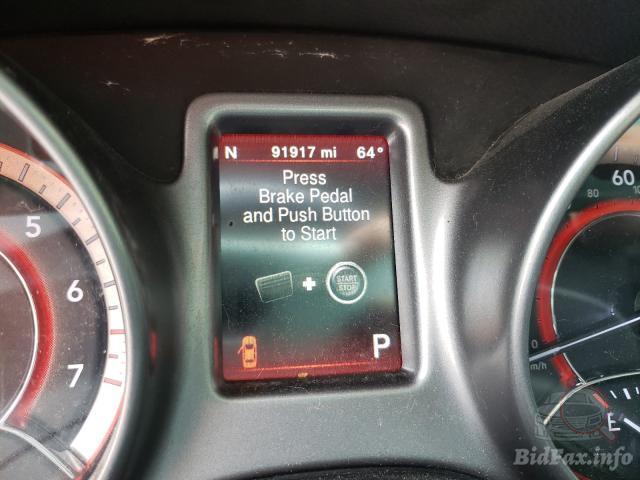 N 91917 mi 64°
Press
Brake Pedal
and Push Button
to Start
START
STOP
P
5
6
7
60
80
0
m/h
E
BidFax.info